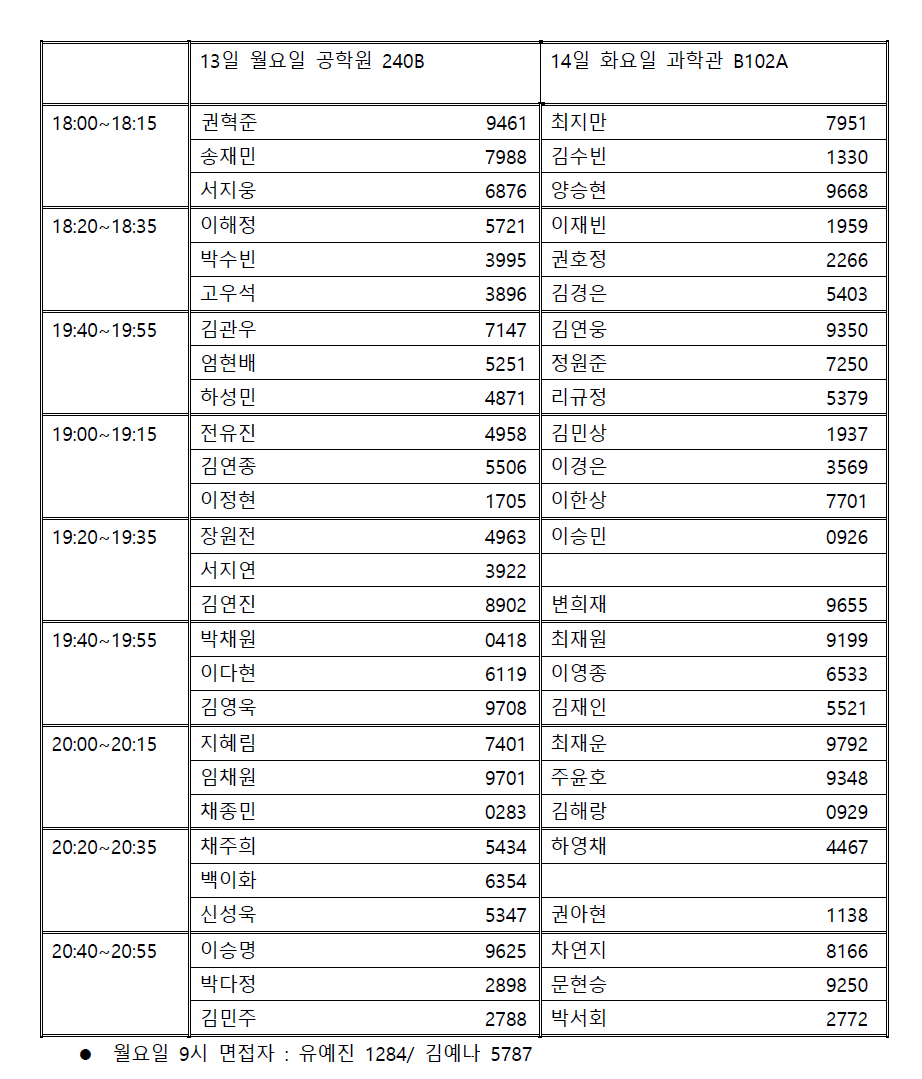 13일 월요일 공학원 240B 14일 화요일 과학관 B102A
18:00~18:15 권혁준 9461 최지만 7951
송재민 7988 김수빈 1330
서지웅 6876 양승현 9668
18:20~18:35 이해정 5721 이재빈 1959
박수빈 3995 권호정 2266
고우석 3896 김경은 5403
19:40~19:55 김관우 7147 김연웅 9350
엄현배 5251 정원준 7250
하성민 4871 리규정 5379
19:00~19:15 전유진 4958 김민상 1937
김연종 5506 이경은 3569
이정현 1705 이한상 7701
19:20~19:35 장원전 4963 이승민 0926
서지연 3922
김연진 8902 변희재 9655
19:40~19:55 박채원 0418 최재원 9199
이다현 6119 이영종 6533
김영욱 9708 김재인 5521
20:00~20:15 지혜림 7401 최재운 9792
임채원 9701 주윤호 9348
채종민 0283 김해랑 0929
20:20~20:35 채주희 5434 하영채 4467
백이화 6354
신성욱 5347 권아현 1138
20:40~20:55 이승명 9625 차연지 8166
박다정 2898 문현승 9250
김민주 2788 박서회 2772
● 월요일 9시 면접자 : 유예진 1284/ 김예나 5787